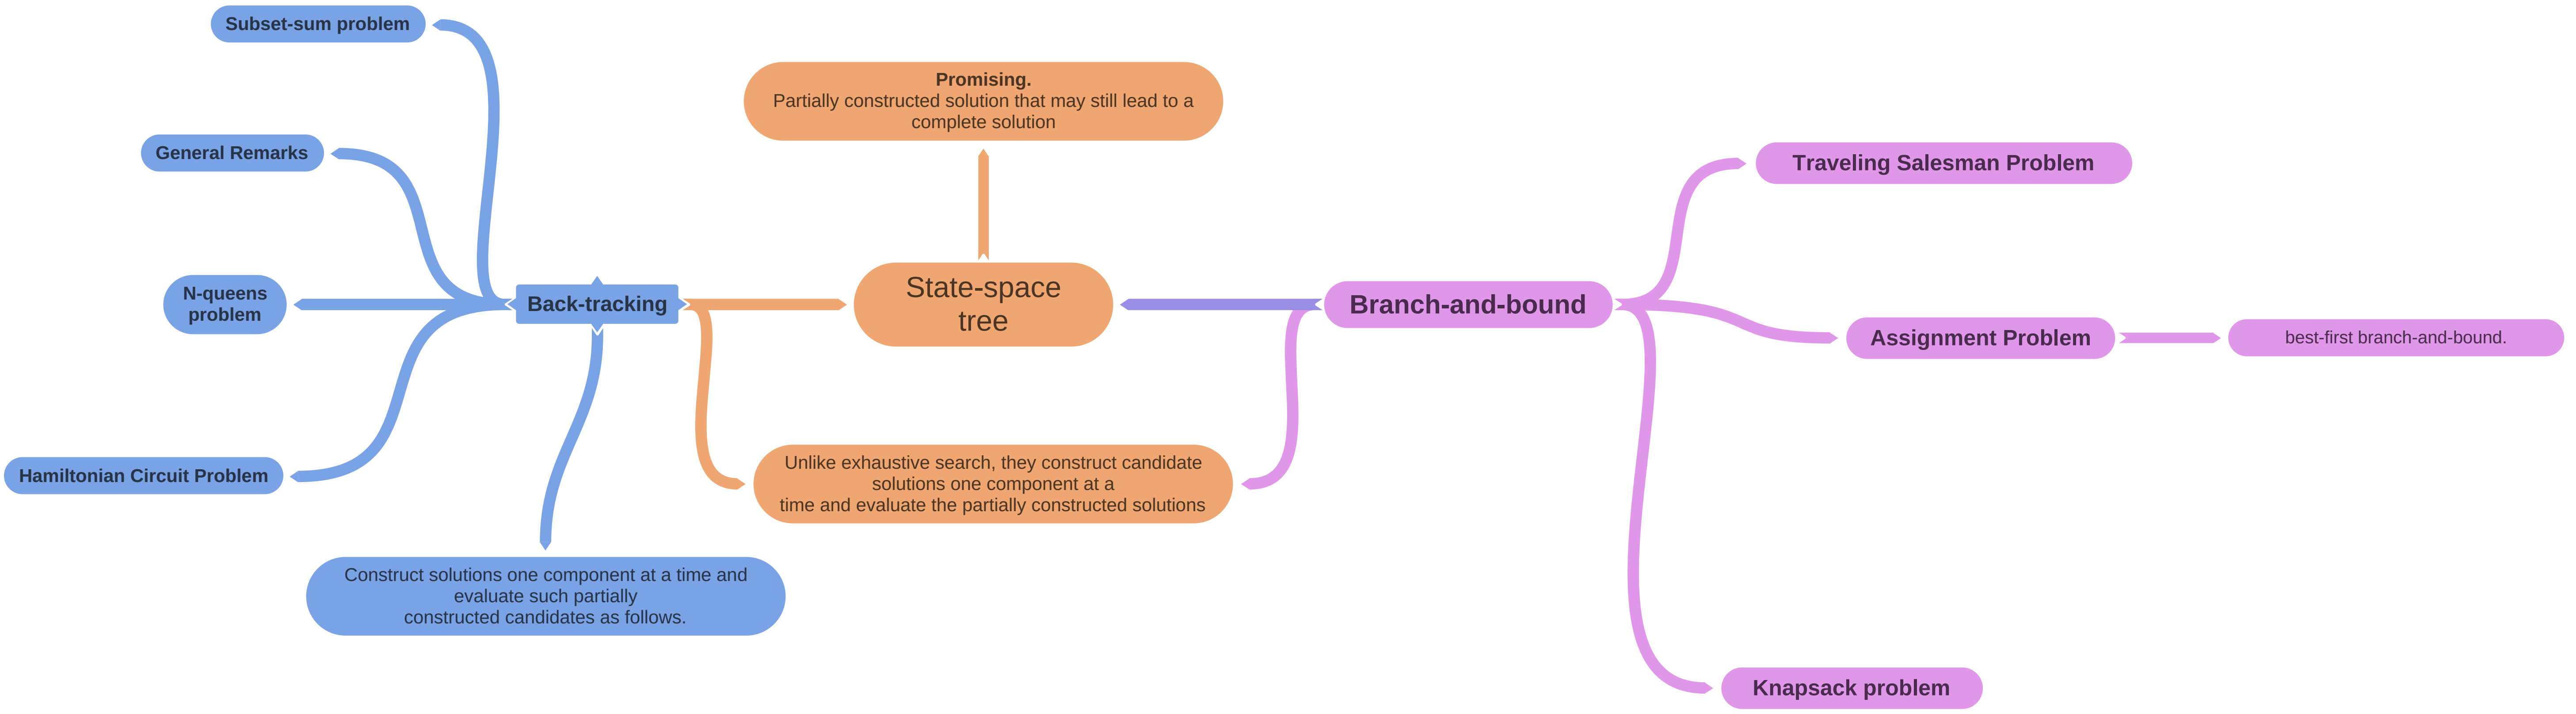 Subset-sum problem
General Remarks
N-queens
problem
Hamiltonian Circuit Problem
Back-tracking
Construct solutions one component at a time and
evaluate such partially
constructed candidates as follows.
Promising.
Partially constructed solution that may still lead to a
complete solution
State-space
tree
Unlike exhaustive search, they construct candidate
solutions one component at a
time and evaluate the partially constructed solutions
Branch-and-bound
Traveling Salesman Problem
Assignment Problem
best-first branch-and-bound.
Knapsack problem